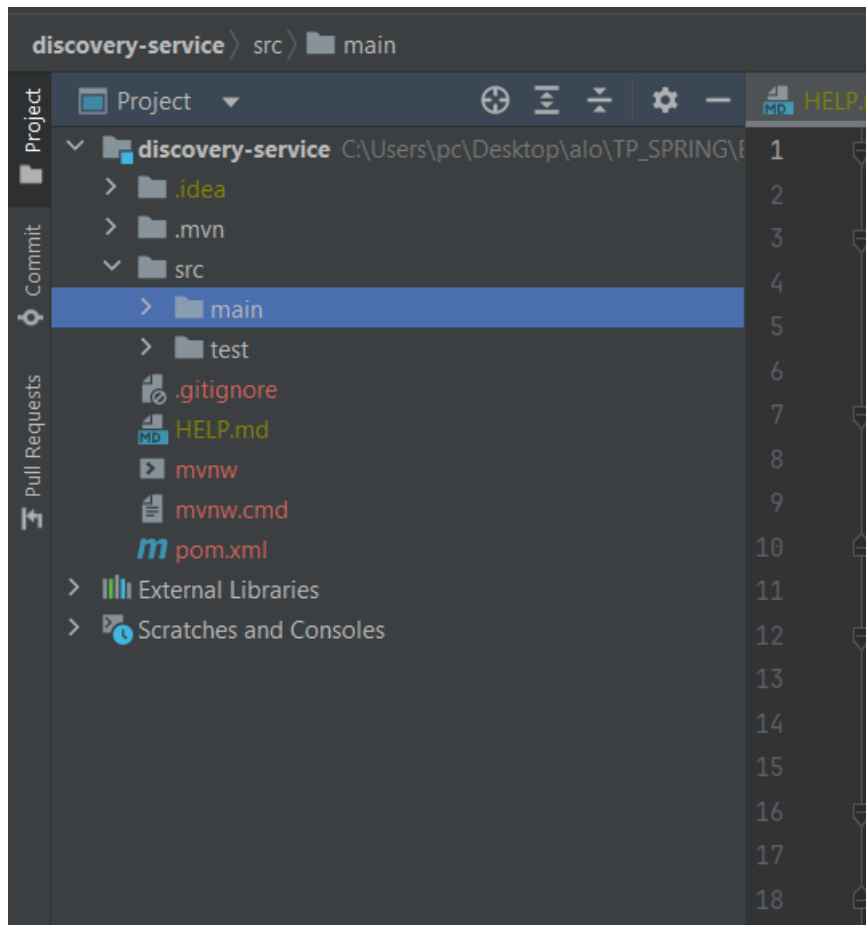 discovery-service > src > main
Project
HELP.
Project
Commit
Pull Requests
discovery-service C:\Users\pc\Desktop\alo\TP_SPRING\
.idea
.mvn
src
main
test
.gitignore
MD HELP.md
mvnw
mvnw.cmd
m pom.xml
External Libraries
Scratches and Consoles
1
2
3
4
5
6
7
8
9
10
11
12
13
14
15
16
17
18